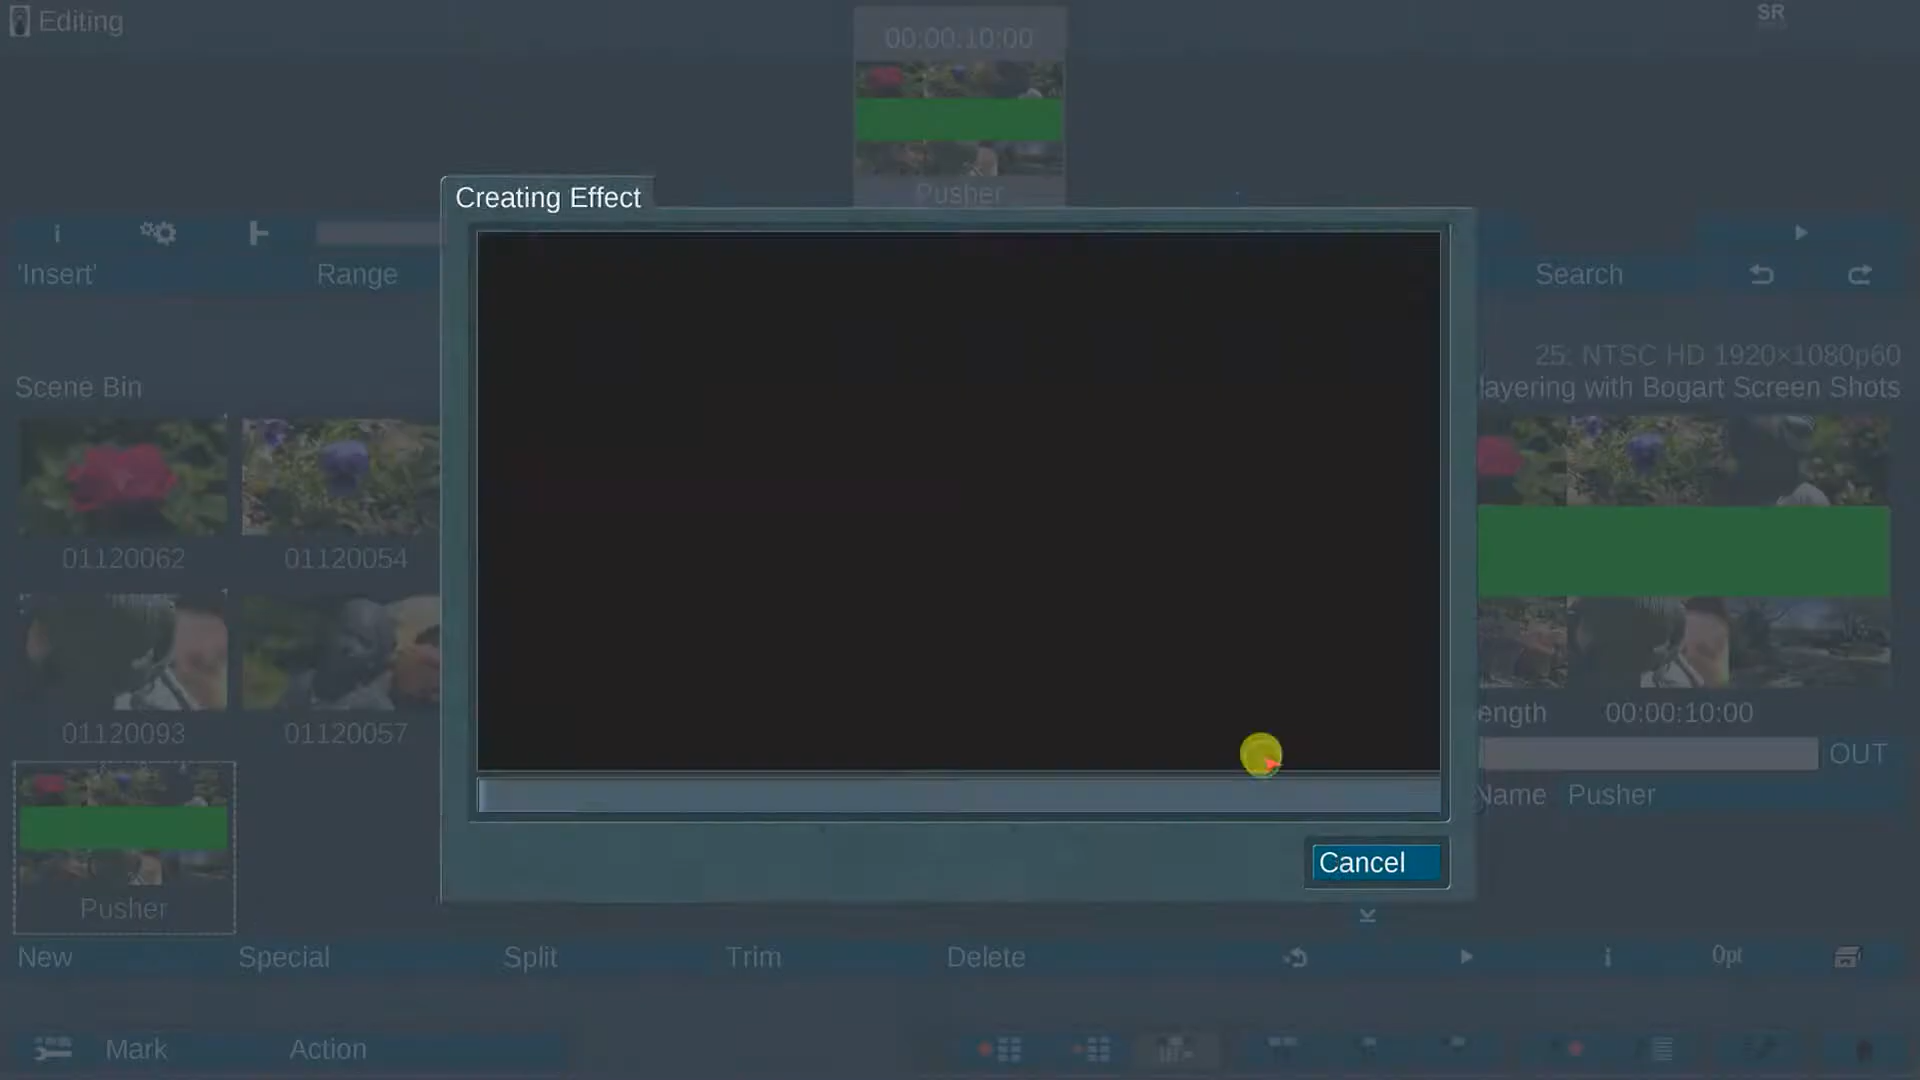 Editing
SR
00:00:10:00
Pusher
Creating Effect
i
'Insert'
Range
Search
25: NTSC HD 1920×1080p60
Scene Bin
layering with Bogart Screen Shots
01120062
01120054
01120093
01120057
ength
00:00:10:00
OUT
Name
Pusher
Cancel
Pusher
New
Special
Split
Trim
Delete
i
Opt
Mark
Action